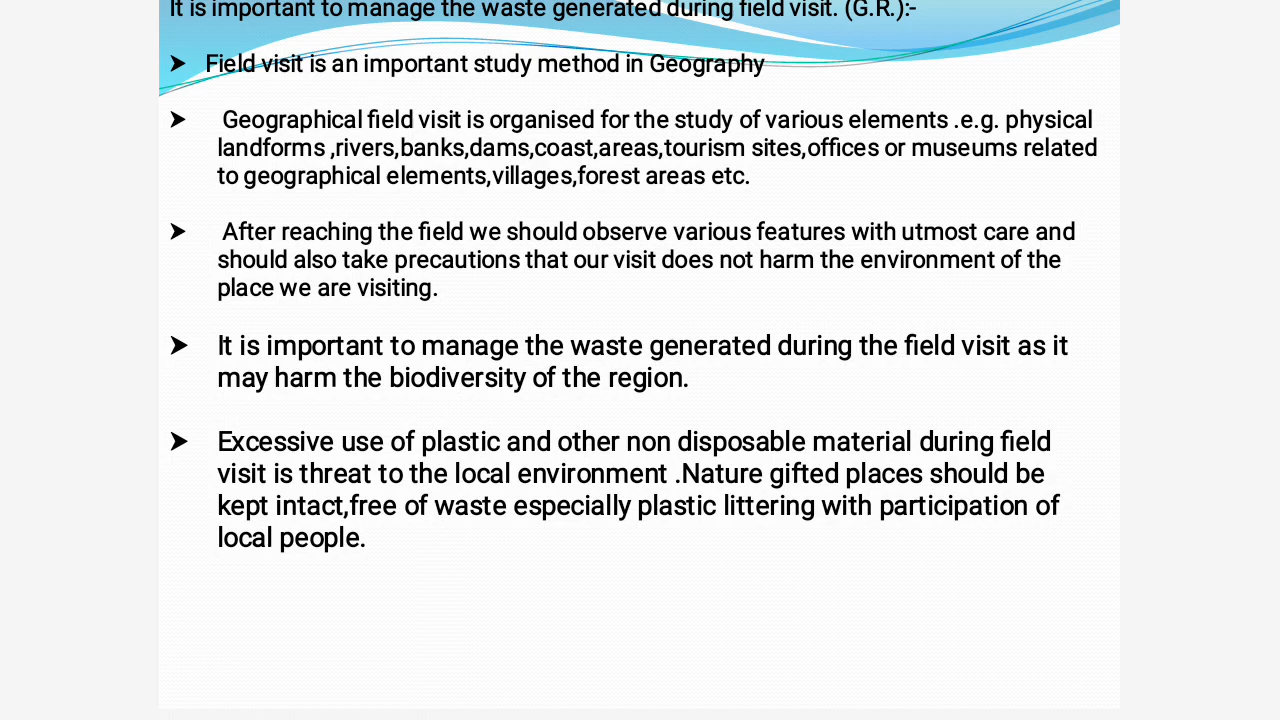 It is important to manage the waste generated during field visit. (G.R.):-
➤ Field visit is an important study method in Geography
➤ Geographical field visit is organised for the study of various elements .e.g. physical
landforms ,rivers,banks,dams,coast,areas,tourism sites,offices or museums related
to geographical elements,villages,forest areas etc.
➤ After reaching the field we should observe various features with utmost care and
should also take precautions that our visit does not harm the environment of the
place we are visiting.
➤ It is important to manage the waste generated during the field visit as it
may harm the biodiversity of the region.
➤ Excessive use of plastic and other non disposable material during field
visit is threat to the local environment .Nature gifted places should be
kept intact,free of waste especially plastic littering with participation of
local people.